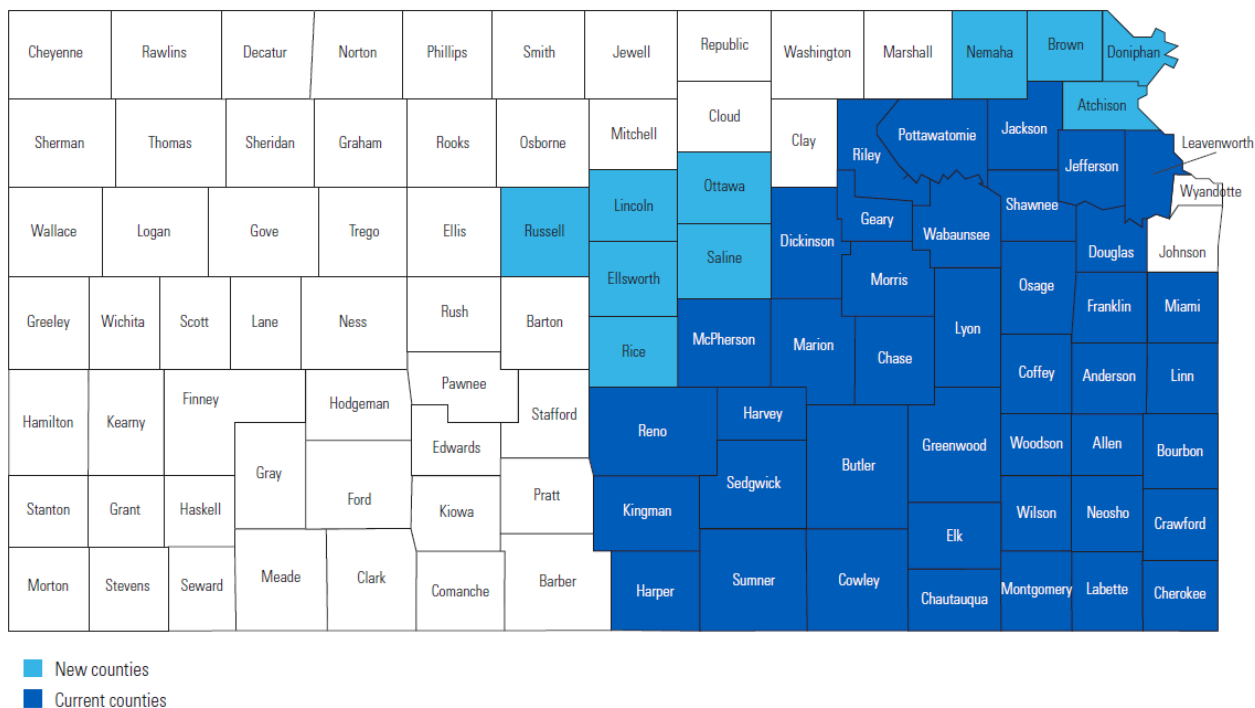 Cheyenne
Rawlins
Decatur
Norton
Phillips
Smith
Jewell
Republic
Washington
Marshall
Nemaha
Brown
Doniphan
Sherman
Thomas
Sheridan
Graham
Rooks
Osborne
Mitchell
Cloud
Clay
Riley
Pottawatomie
Jackson
Atchison
Jefferson
Leavenworth
Wyandotte
Wallace
Logan
Gove
Trego
Ellis
Russell
Lincoln
Ottawa
Saline
Dickinson
Geary
Wabaunsee
Shawnee
Douglas
Johnson
Greeley
Wichita
Scott
Lane
Ness
Rush
Barton
Ellsworth
Rice
McPherson
Marion
Morris
Chase
Lyon
Osage
Franklin
Miami
Hamilton
Kearny
Finney
Hodgeman
Pawnee
Stafford
Edwards
Reno
Harvey
Butler
Greenwood
Coffey
Anderson
Linn
Woodson
Allen
Bourbon
Stanton
Grant
Haskell
Gray
Ford
Kiowa
Pratt
Kingman
Sedgwick
Elk
Wilson
Neosho
Crawford
Morton
Stevens
Seward
Meade
Clark
Comanche
Barber
Harper
Sumner
Cowley
Chautauqua
Montgomery
Labette
Cherokee
New counties
Current counties